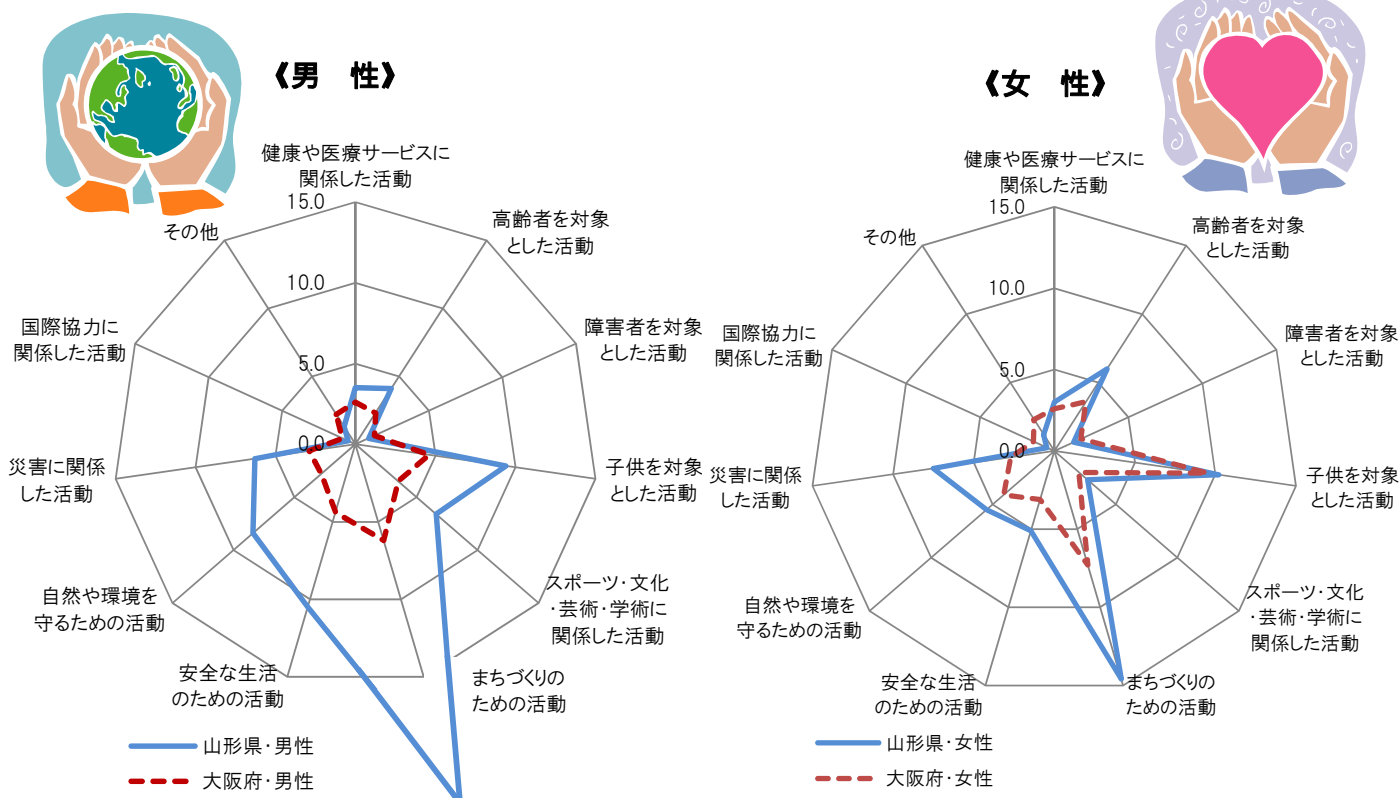 《男　性》
健康や医療サービスに
関係した活動
15.0
10.0
5.0
0.0
高齢者を対象
とした活動
障害者を対象
とした活動
子供を対象
とした活動
スポーツ・文化
・芸術・学術に
関係した活動
まちづくりの
ための活動
安全な生活
のための活動
自然や環境を
守るための活動
災害に関係
した活動
国際協力に
関係した活動
その他
山形県・男性
大阪府・男性
《女　性》
健康や医療サービスに
関係した活動
15.0
10.0
5.0
0.0
高齢者を対象
とした活動
障害者を対象
とした活動
子供を対象
とした活動
スポーツ・文化
・芸術・学術に
関係した活動
まちづくりの
ための活動
安全な生活
のための活動
自然や環境を
守るための活動
災害に関係
した活動
国際協力に
関係した活動
その他
山形県・女性
大阪府・女性